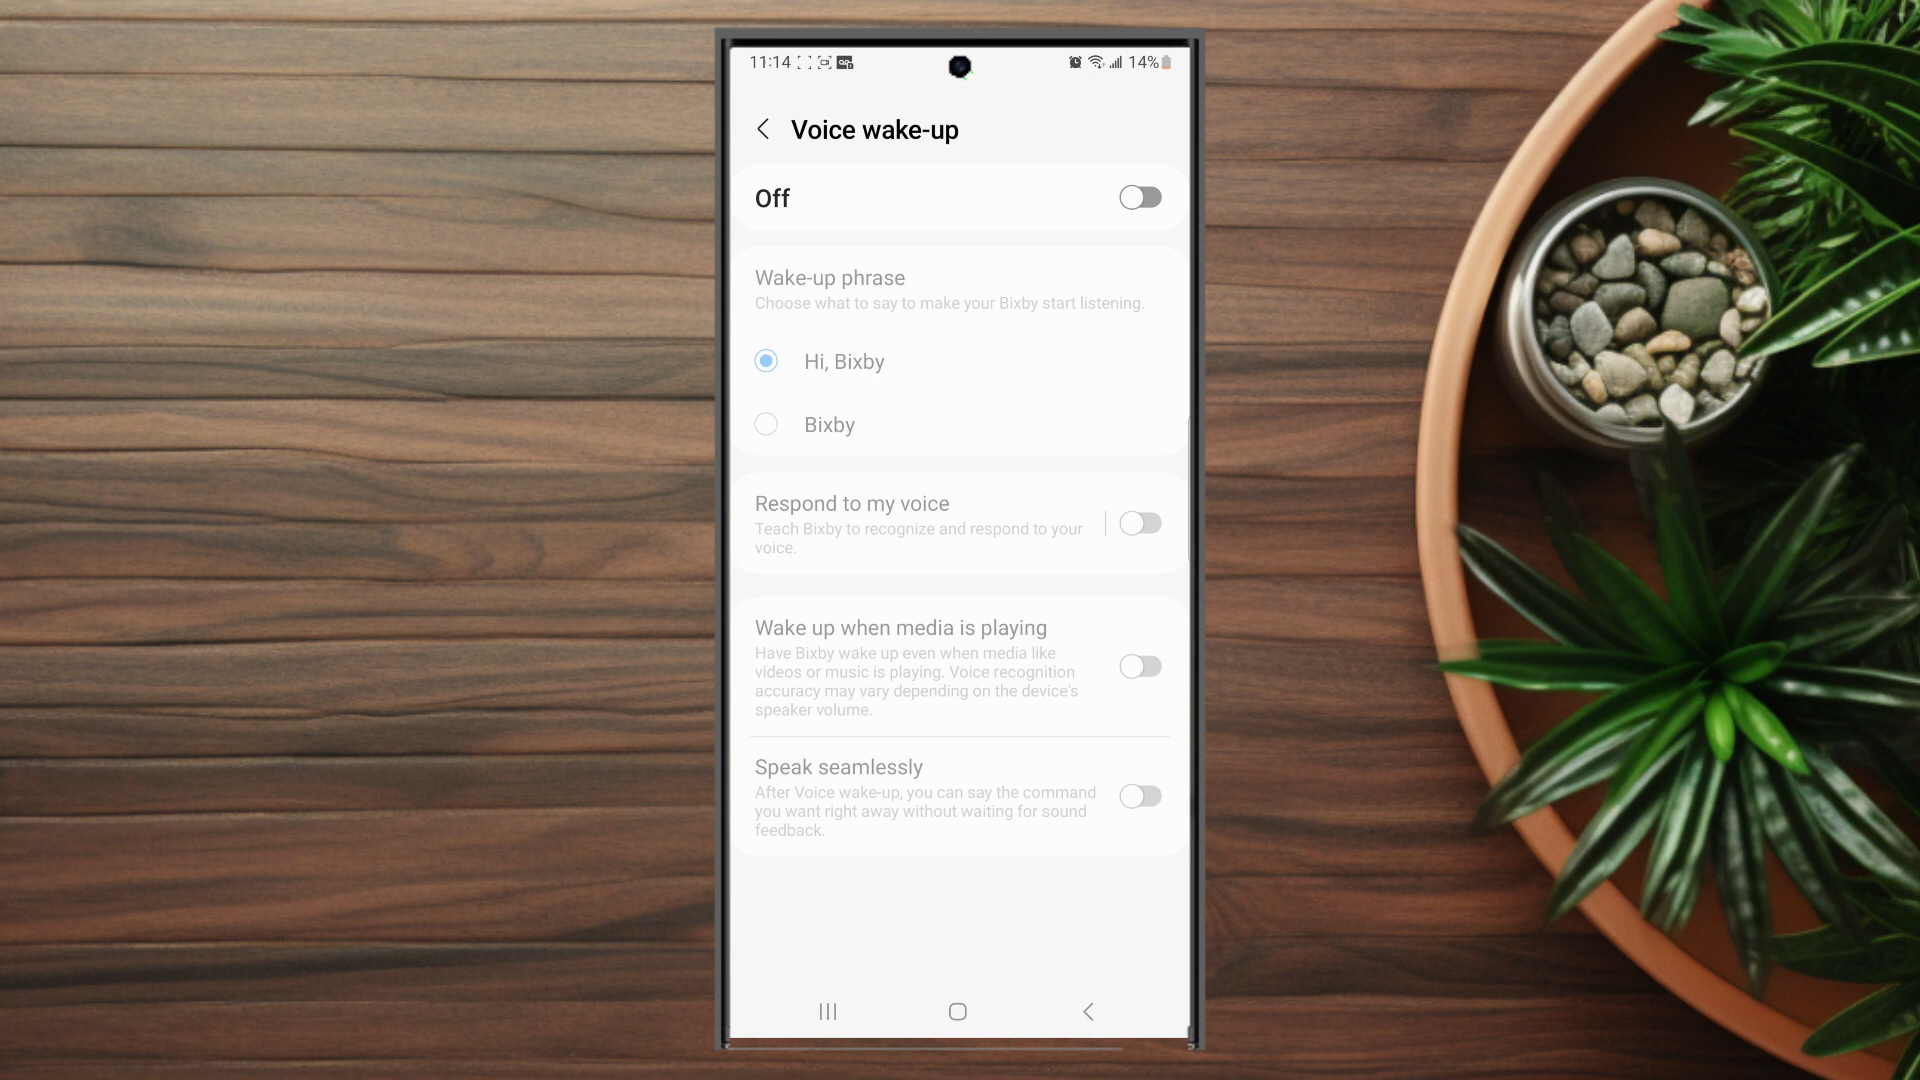 11:14
14%
Voice wake-up
Off
Wake-up phrase
Choose what to say to make your Bixby start listening.
Hi, Bixby
Bixby
Respond to my voice
Teach Bixby to recognize and respond to your
voice.
Wake up when media is playing
Have Bixby wake up even when media like
videos or music is playing. Voice recognition
accuracy may vary depending on the device's
speaker volume.
Speak seamlessly
After Voice wake-up, you can say the command
you want right away without waiting for sound
feedback.